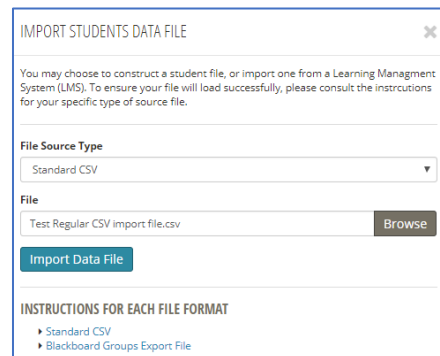 IMPORT STUDENTS DATA FILE
You may choose to construct a student file, or import one from a Learning Managment
System (LMS). To ensure your file will load successfully, please consult the instrcutions
for your specific type of source file.
File Source Type
Standard CSV
File
Test Regular CSV import file.csv
Browse
Import Data File
INSTRUCTIONS FOR EACH FILE FORMAT
Standard CSV
Blackboard Groups Export File